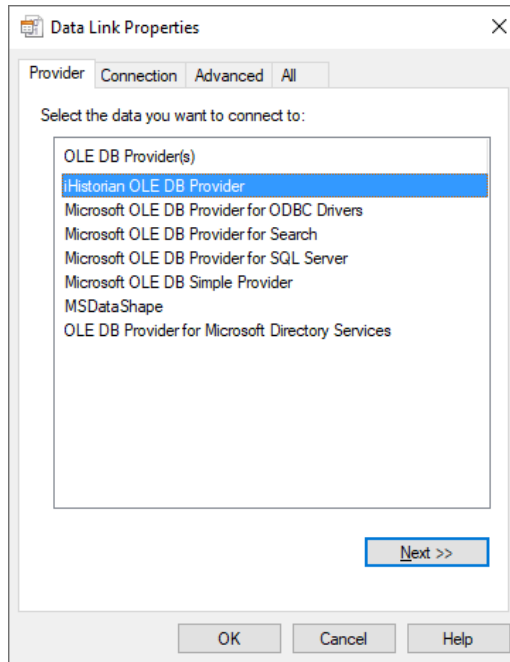 Data Link Properties
Provider Connection Advanced All
Select the data you want to connect to:
OLE DB Provider(s)
iHistorian OLE DB Provider
Microsoft OLE DB Provider for ODBC Drivers
Microsoft OLE DB Provider for Search
Microsoft OLE DB Provider for SQL Server
Microsoft OLE DB Simple Provider
MSDataShape
OLE DB Provider for Microsoft Directory Services
Next >>
OK Cancel Help